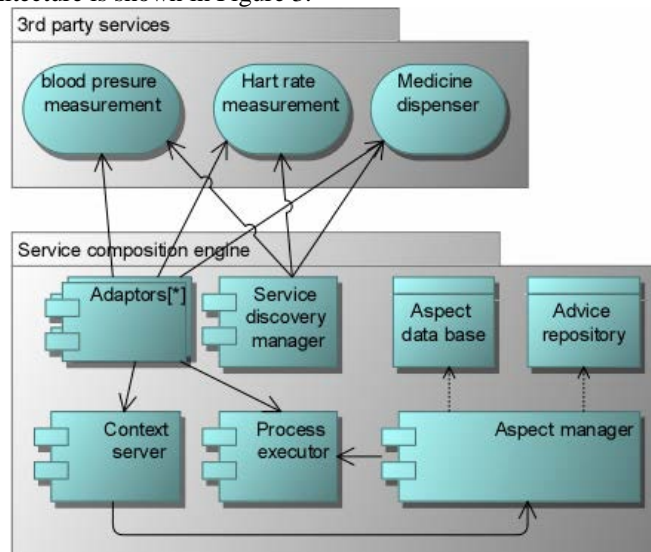 itecture is shown in Figure 3.
3rd party services
blood presure
measurement
Hart rate
measurement
Medicine
dispenser
Service composition engine
Adaptors[*]
Service
discovery
manager
Aspect
data base
Advice
repository
Context
server
Process
executor
Aspect manager